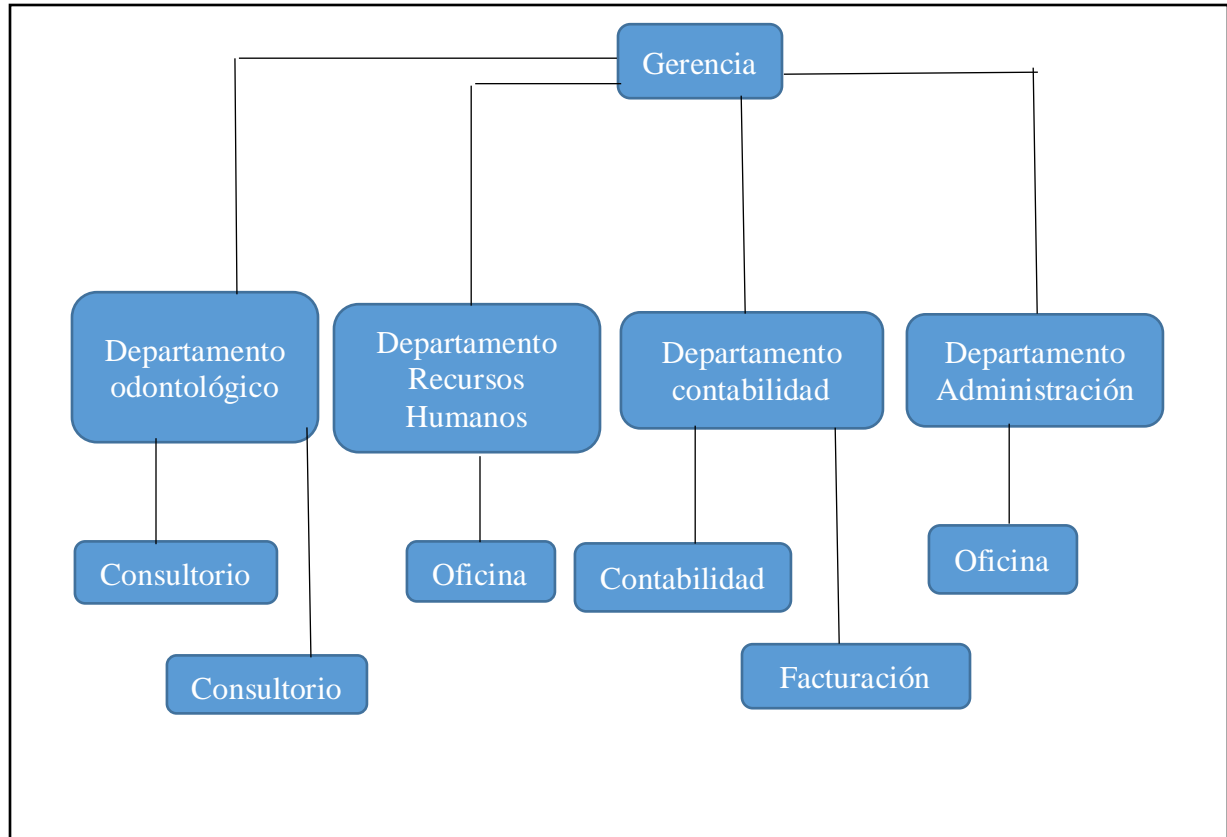 Gerencia
Departamento
odontológico
Departamento
Recursos
Humanos
Departamento
contabilidad
Departamento
Administración
Consultorio
Oficina
Contabilidad
Oficina
Consultorio
Facturación